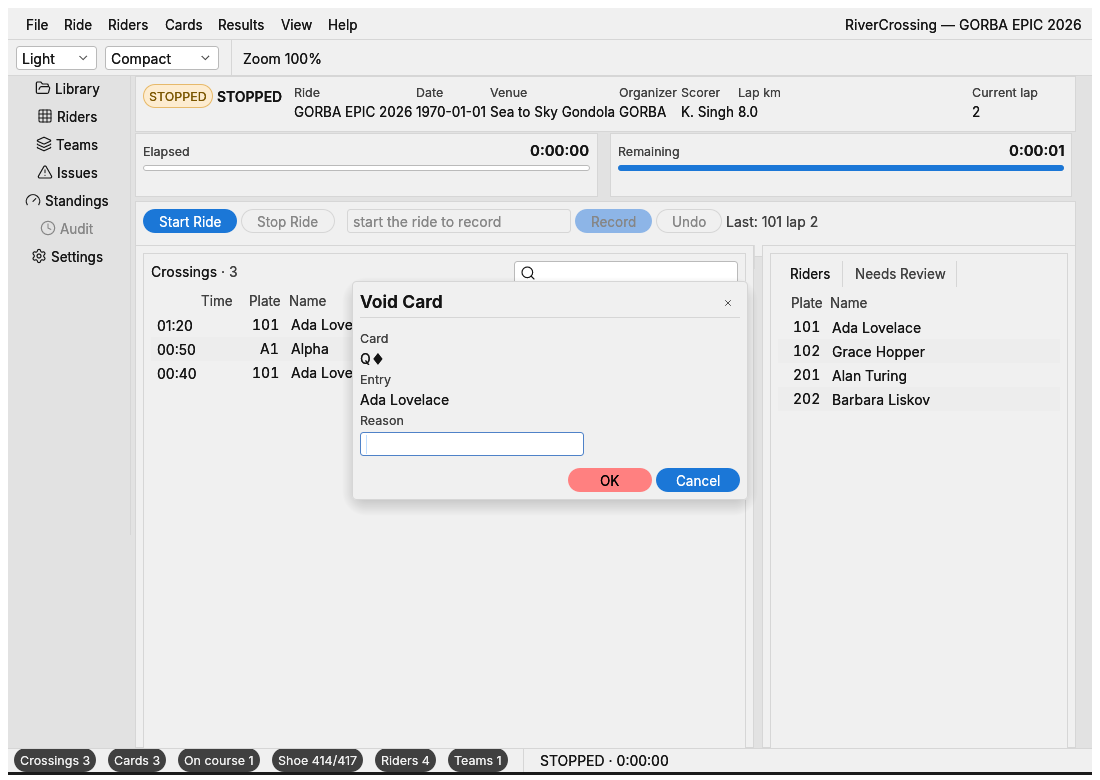 File Ride Riders Cards Results View Help RiverCrossing — GORBA EPIC 2026
Light Compact Zoom 100%
Library
Riders
Teams
Issues
Standings
Audit
Settings
STOPPED STOPPED
Ride Date Venue Organizer Scorer Lap km Current lap
GORBA EPIC 2026 1970-01-01 Sea to Sky Gondola GORBA K. Singh 8.0 2
Elapsed 0:00:00
Remaining 0:00:01
Start Ride Stop Ride start the ride to record Record Undo Last: 101 lap 2
Crossings · 3
Time Plate Name
01:20 101 Ada Love
00:50 A1 Alpha
00:40 101 Ada Love
Void Card ×
Card
Q♦
Entry
Ada Lovelace
Reason
OK Cancel
Riders Needs Review
Plate Name
101 Ada Lovelace
102 Grace Hopper
201 Alan Turing
202 Barbara Liskov
Crossings 3 Cards 3 On course 1 Shoe 414/417 Riders 4 Teams 1 STOPPED · 0:00:00